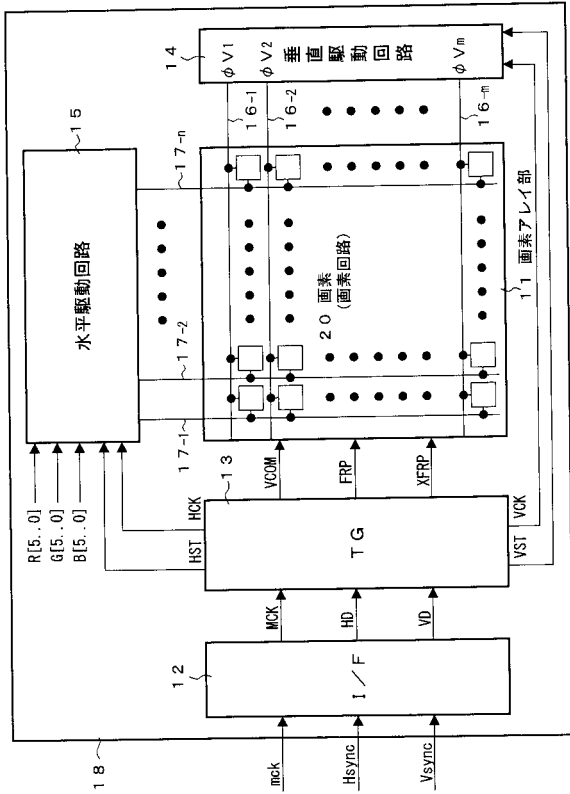 18
mck
Hsync
Vsync
12
I/F
MCK
HD
VD
R[5..0]
G[5..0]
B[5..0]
HST
HCK
13
TG
VST
VCK
VCOM
FRP
XFRP
15
水平駆動回路
17-1
17-2
17-n
20 画素
(画素回路)
11 画素アレイ部
14
垂直駆動回路
φV1
φV2
φVm
16-1
16-2
16-m